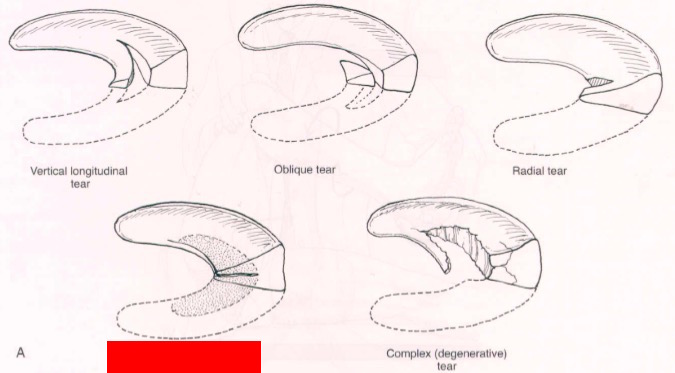 Vertical longitudinal
tear
Oblique tear
Radial tear
A
Complex (degenerative)
tear